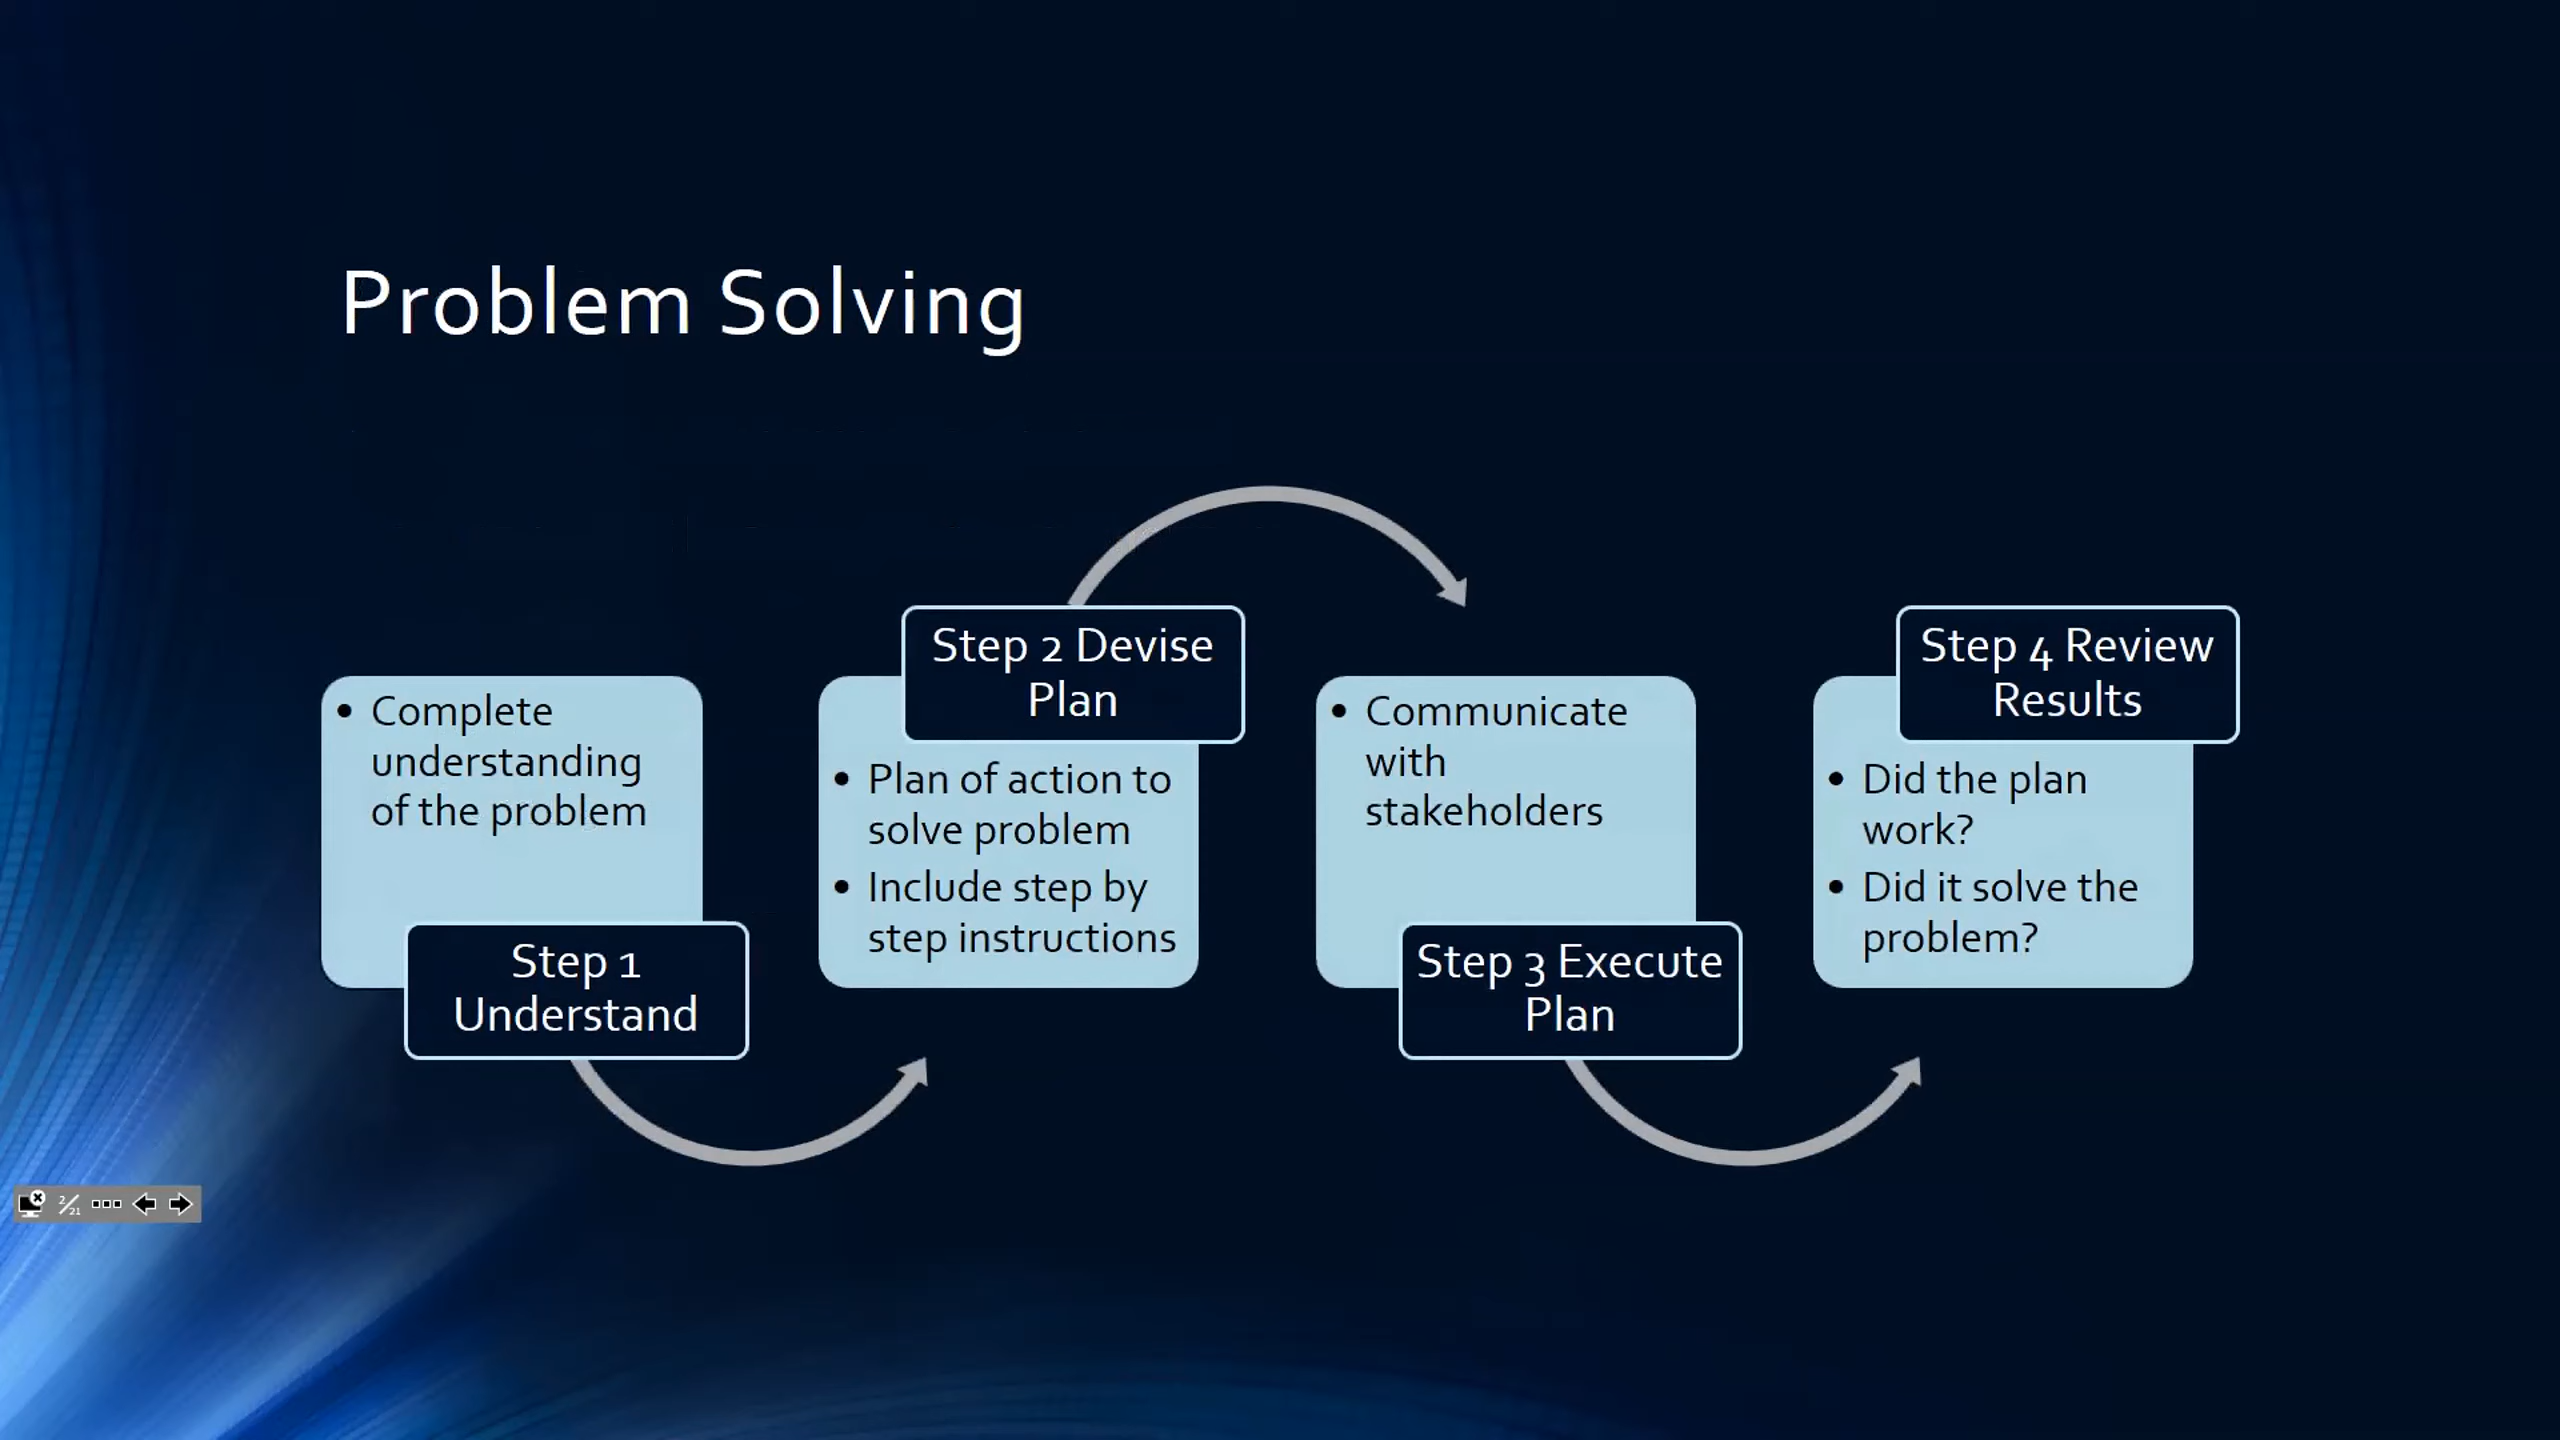 Problem Solving
• Complete
understanding
of the problem
Step 1
Understand
Step 2 Devise
Plan
• Plan of action to
solve problem
• Include step by
step instructions
• Communicate
with
stakeholders
Step 3 Execute
Plan
Step 4 Review
Results
• Did the plan
work?
• Did it solve the
problem?
2/21